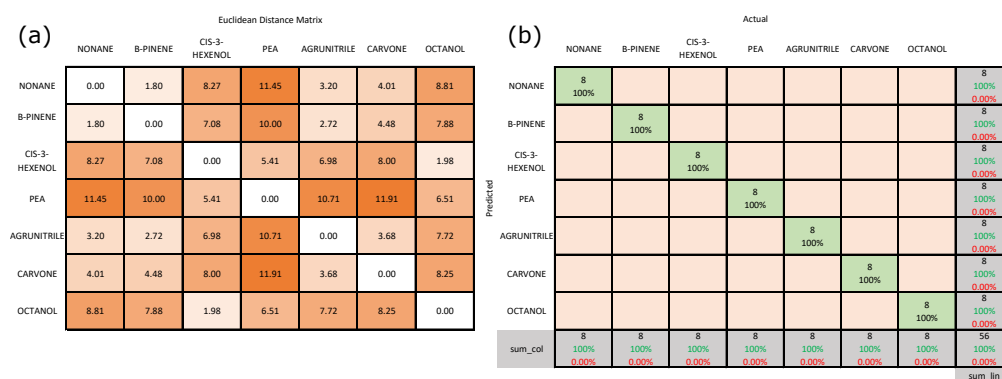 (a)
Euclidean Distance Matrix
NONANE B-PINENE CIS-3-HEXENOL PEA AGRUNITRILE CARVONE OCTANOL
NONANE 0.00 1.80 8.27 11.45 3.20 4.01 8.81
B-PINENE 1.80 0.00 7.08 10.00 2.72 4.48 7.88
CIS-3-HEXENOL 8.27 7.08 0.00 5.41 6.98 8.00 1.98
PEA 11.45 10.00 5.41 0.00 10.71 11.91 6.51
AGRUNITRILE 3.20 2.72 6.98 10.71 0.00 3.68 7.72
CARVONE 4.01 4.48 8.00 11.91 3.68 0.00 8.25
OCTANOL 8.81 7.88 1.98 6.51 7.72 8.25 0.00
(b)
Actual
NONANE B-PINENE CIS-3-HEXENOL PEA AGRUNITRILE CARVONE OCTANOL
Predicted
NONANE 8 100% 8 100% 0.00%
B-PINENE 8 100% 8 100% 0.00%
CIS-3-HEXENOL 8 100% 8 100% 0.00%
PEA 8 100% 8 100% 0.00%
AGRUNITRILE 8 100% 8 100% 0.00%
CARVONE 8 100% 8 100% 0.00%
OCTANOL 8 100% 8 100% 0.00%
sum_col 8 8 8 8 8 8 8 56
100% 100% 100% 100% 100% 100% 100% 100%
0.00% 0.00% 0.00% 0.00% 0.00% 0.00% 0.00% 0.00%
sum_lin